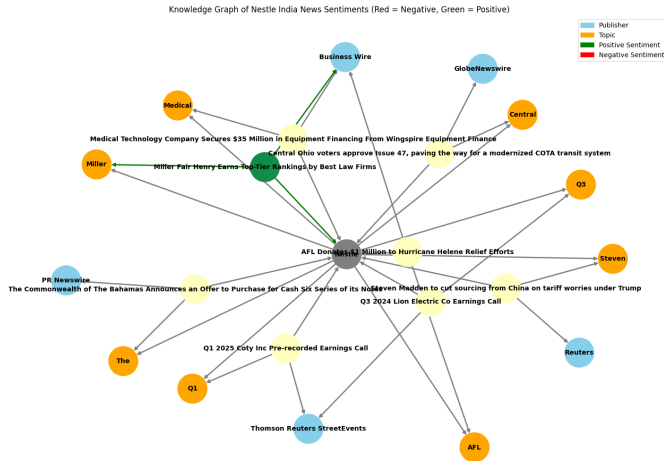 Knowledge Graph of Nestle India News Sentiments (Red = Negative, Green = Positive)
Publisher
Topic
Positive Sentiment
Negative Sentiment
Business Wire
GlobeNewswire
Medical
Central
Medical Technology Company Secures $35 Million in Equipment Financing From Wingspire Equipment Finance
Central Ohio voters approve Issue 47, paving the way for a modernized COTA transit system
Miller
Miller Fair Henry Earns Top-Tier Rankings by Best Law Firms
Q3
AFL Donates $1 Million to Hurricane Helene Relief Efforts
Nestle
Steven
PR Newswire
The Commonwealth of The Bahamas Announces an Offer to Purchase for Cash Six Series of its Notes
Steven Madden to cut sourcing from China on tariff worries under Trump
Q3 2024 Lion Electric Co Earnings Call
Q1 2025 Coty Inc Pre-recorded Earnings Call
Reuters
The
Q1
Thomson Reuters StreetEvents
AFL